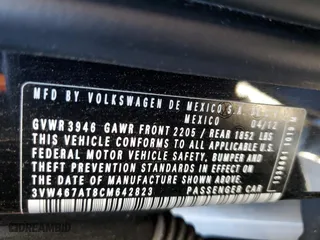 MFD BY VOLKSWAGEN DE MEXICO S.A.
MEXICO 04/12
GVWR 3946 GAWR FRONT 2205 / REAR 1852 LBS
THIS VEHICLE CONFORMS TO ALL APPLICABLE U.S.
FEDERAL MOTOR VEHICLE SAFETY, BUMPER AND
THEFT PREVENTION STANDARDS IN EFFECT ON
THE DATE OF MANUFACTURE SHOWN ABOVE
3VW467AT8CM642823 PASSENGER CAR